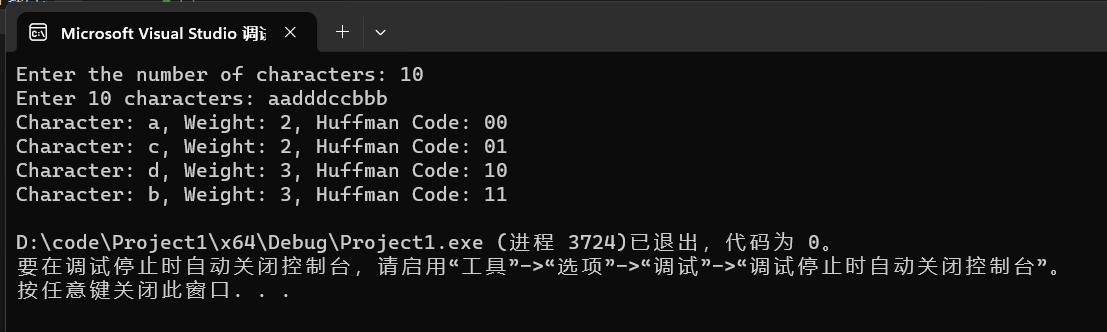 Microsoft Visual Studio 调试
Enter the number of characters: 10
Enter 10 characters: aadddccbbb
Character: a, Weight: 2, Huffman Code: 00
Character: c, Weight: 2, Huffman Code: 01
Character: d, Weight: 3, Huffman Code: 10
Character: b, Weight: 3, Huffman Code: 11
D:\code\Project1\x64\Debug\Project1.exe (进程 3724)已退出，代码为 0。
要在调试停止时自动关闭控制台，请启用“工具”->“选项”->“调试”->“调试停止时自动关闭控制台”。
按任意键关闭此窗口. . .